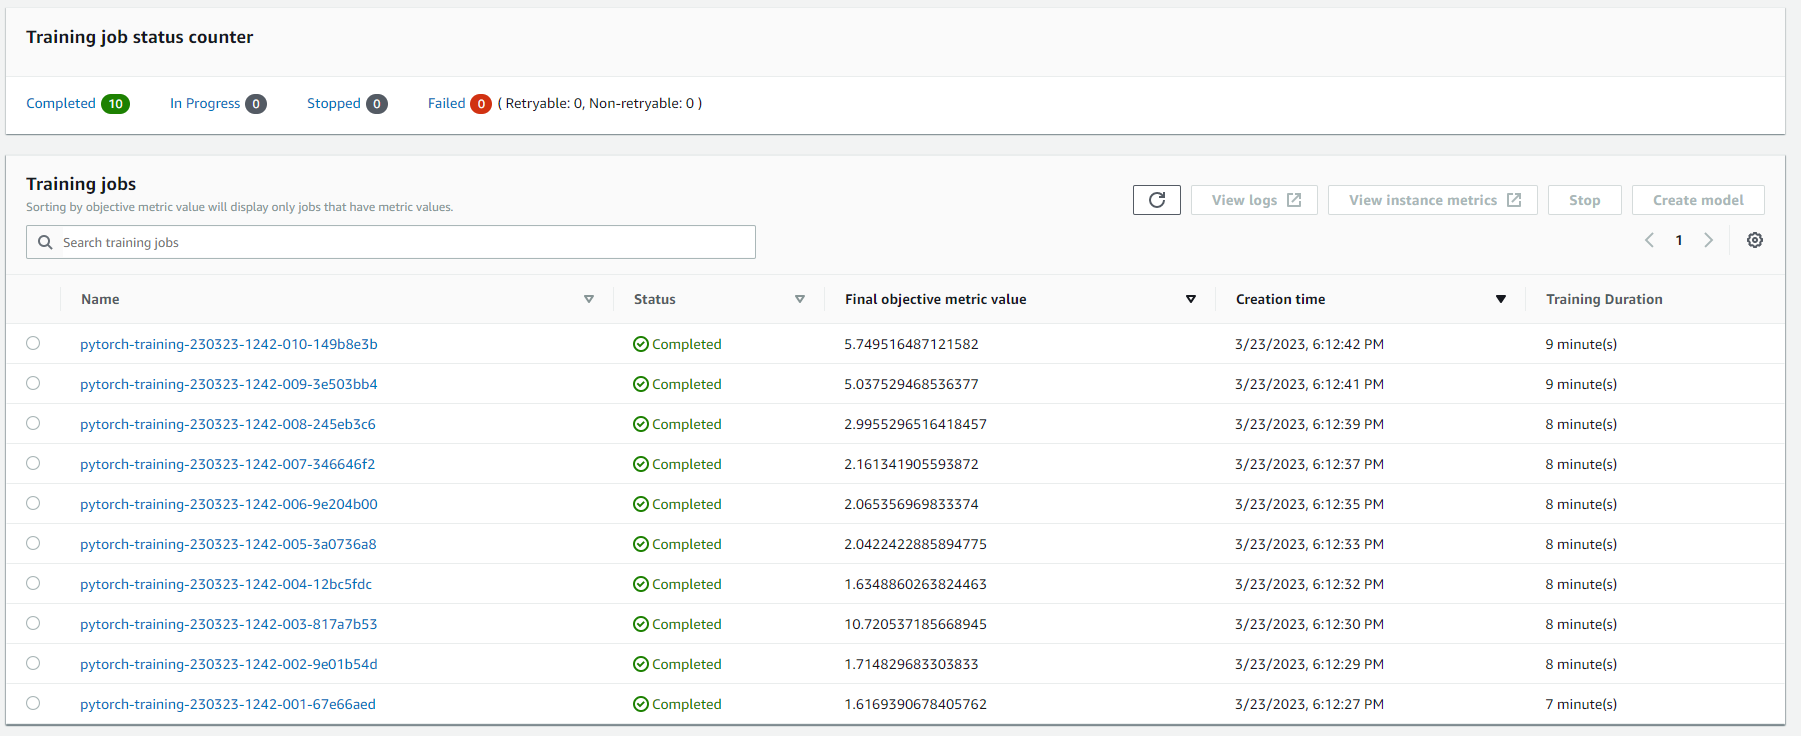 Training job status counter
Completed 10 In Progress 0 Stopped 0 Failed 0 ( Retryable: 0, Non-retryable: 0 )
Training jobs
Sorting by objective metric value will display only jobs that have metric values.
View logs View instance metrics Stop Create model
Search training jobs
1
Name Status Final objective metric value Creation time Training Duration
pytorch-training-230323-1242-010-149b8e3b Completed 5.749516487121582 3/23/2023, 6:12:42 PM 9 minute(s)
pytorch-training-230323-1242-009-3e503bb4 Completed 5.037529468536377 3/23/2023, 6:12:41 PM 9 minute(s)
pytorch-training-230323-1242-008-245eb3c6 Completed 2.9955296516418457 3/23/2023, 6:12:39 PM 8 minute(s)
pytorch-training-230323-1242-007-346646f2 Completed 2.161341905593872 3/23/2023, 6:12:37 PM 8 minute(s)
pytorch-training-230323-1242-006-9e204b00 Completed 2.065356969833374 3/23/2023, 6:12:35 PM 8 minute(s)
pytorch-training-230323-1242-005-3a0736a8 Completed 2.0422422885894775 3/23/2023, 6:12:33 PM 8 minute(s)
pytorch-training-230323-1242-004-12bc5fdc Completed 1.6348860263824463 3/23/2023, 6:12:32 PM 8 minute(s)
pytorch-training-230323-1242-003-817a7b53 Completed 10.720537185668945 3/23/2023, 6:12:30 PM 8 minute(s)
pytorch-training-230323-1242-002-9e01b54d Completed 1.714829683303833 3/23/2023, 6:12:29 PM 8 minute(s)
pytorch-training-230323-1242-001-67e66aed Completed 1.6169390678405762 3/23/2023, 6:12:27 PM 7 minute(s)